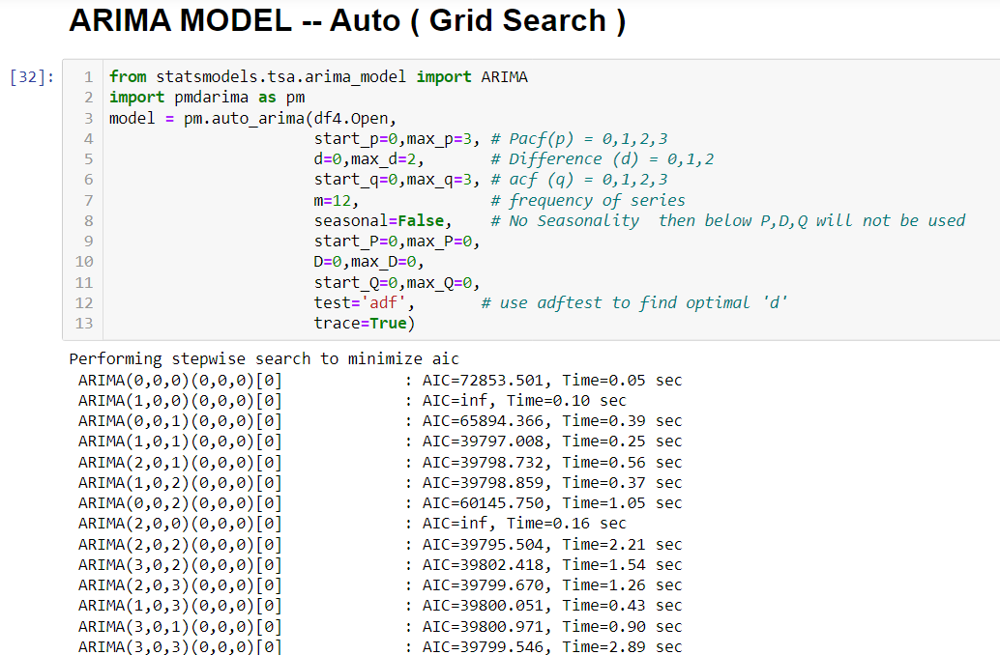 ARIMA MODEL -- Auto ( Grid Search )
[32]:
1 from statsmodels.tsa.arima_model import ARIMA
2 import pmdarima as pm
3 model = pm.auto_arima(df4.Open,
4 start_p=0,max_p=3, # Pacf(p) = 0,1,2,3
5 d=0,max_d=2, # Difference (d) = 0,1,2
6 start_q=0,max_q=3, # acf (q) = 0,1,2,3
7 m=12, # frequency of series
8 seasonal=False, # No Seasonality then below P,D,Q will not be used
9 start_P=0,max_P=0,
10 D=0,max_D=0,
11 start_Q=0,max_Q=0,
12 test='adf', # use adftest to find optimal 'd'
13 trace=True)
Performing stepwise search to minimize aic
ARIMA(0,0,0)(0,0,0)[0] : AIC=72853.501, Time=0.05 sec
ARIMA(1,0,0)(0,0,0)[0] : AIC=inf, Time=0.10 sec
ARIMA(0,0,1)(0,0,0)[0] : AIC=65894.366, Time=0.39 sec
ARIMA(1,0,1)(0,0,0)[0] : AIC=39797.008, Time=0.25 sec
ARIMA(2,0,1)(0,0,0)[0] : AIC=39798.732, Time=0.56 sec
ARIMA(1,0,2)(0,0,0)[0] : AIC=39798.859, Time=0.37 sec
ARIMA(0,0,2)(0,0,0)[0] : AIC=60145.750, Time=1.05 sec
ARIMA(2,0,0)(0,0,0)[0] : AIC=inf, Time=0.16 sec
ARIMA(2,0,2)(0,0,0)[0] : AIC=39795.504, Time=2.21 sec
ARIMA(3,0,2)(0,0,0)[0] : AIC=39802.418, Time=1.54 sec
ARIMA(2,0,3)(0,0,0)[0] : AIC=39799.670, Time=1.26 sec
ARIMA(1,0,3)(0,0,0)[0] : AIC=39800.051, Time=0.43 sec
ARIMA(3,0,1)(0,0,0)[0] : AIC=39800.971, Time=0.90 sec
ARIMA(3,0,3)(0,0,0)[0] : AIC=39799.546, Time=2.89 sec